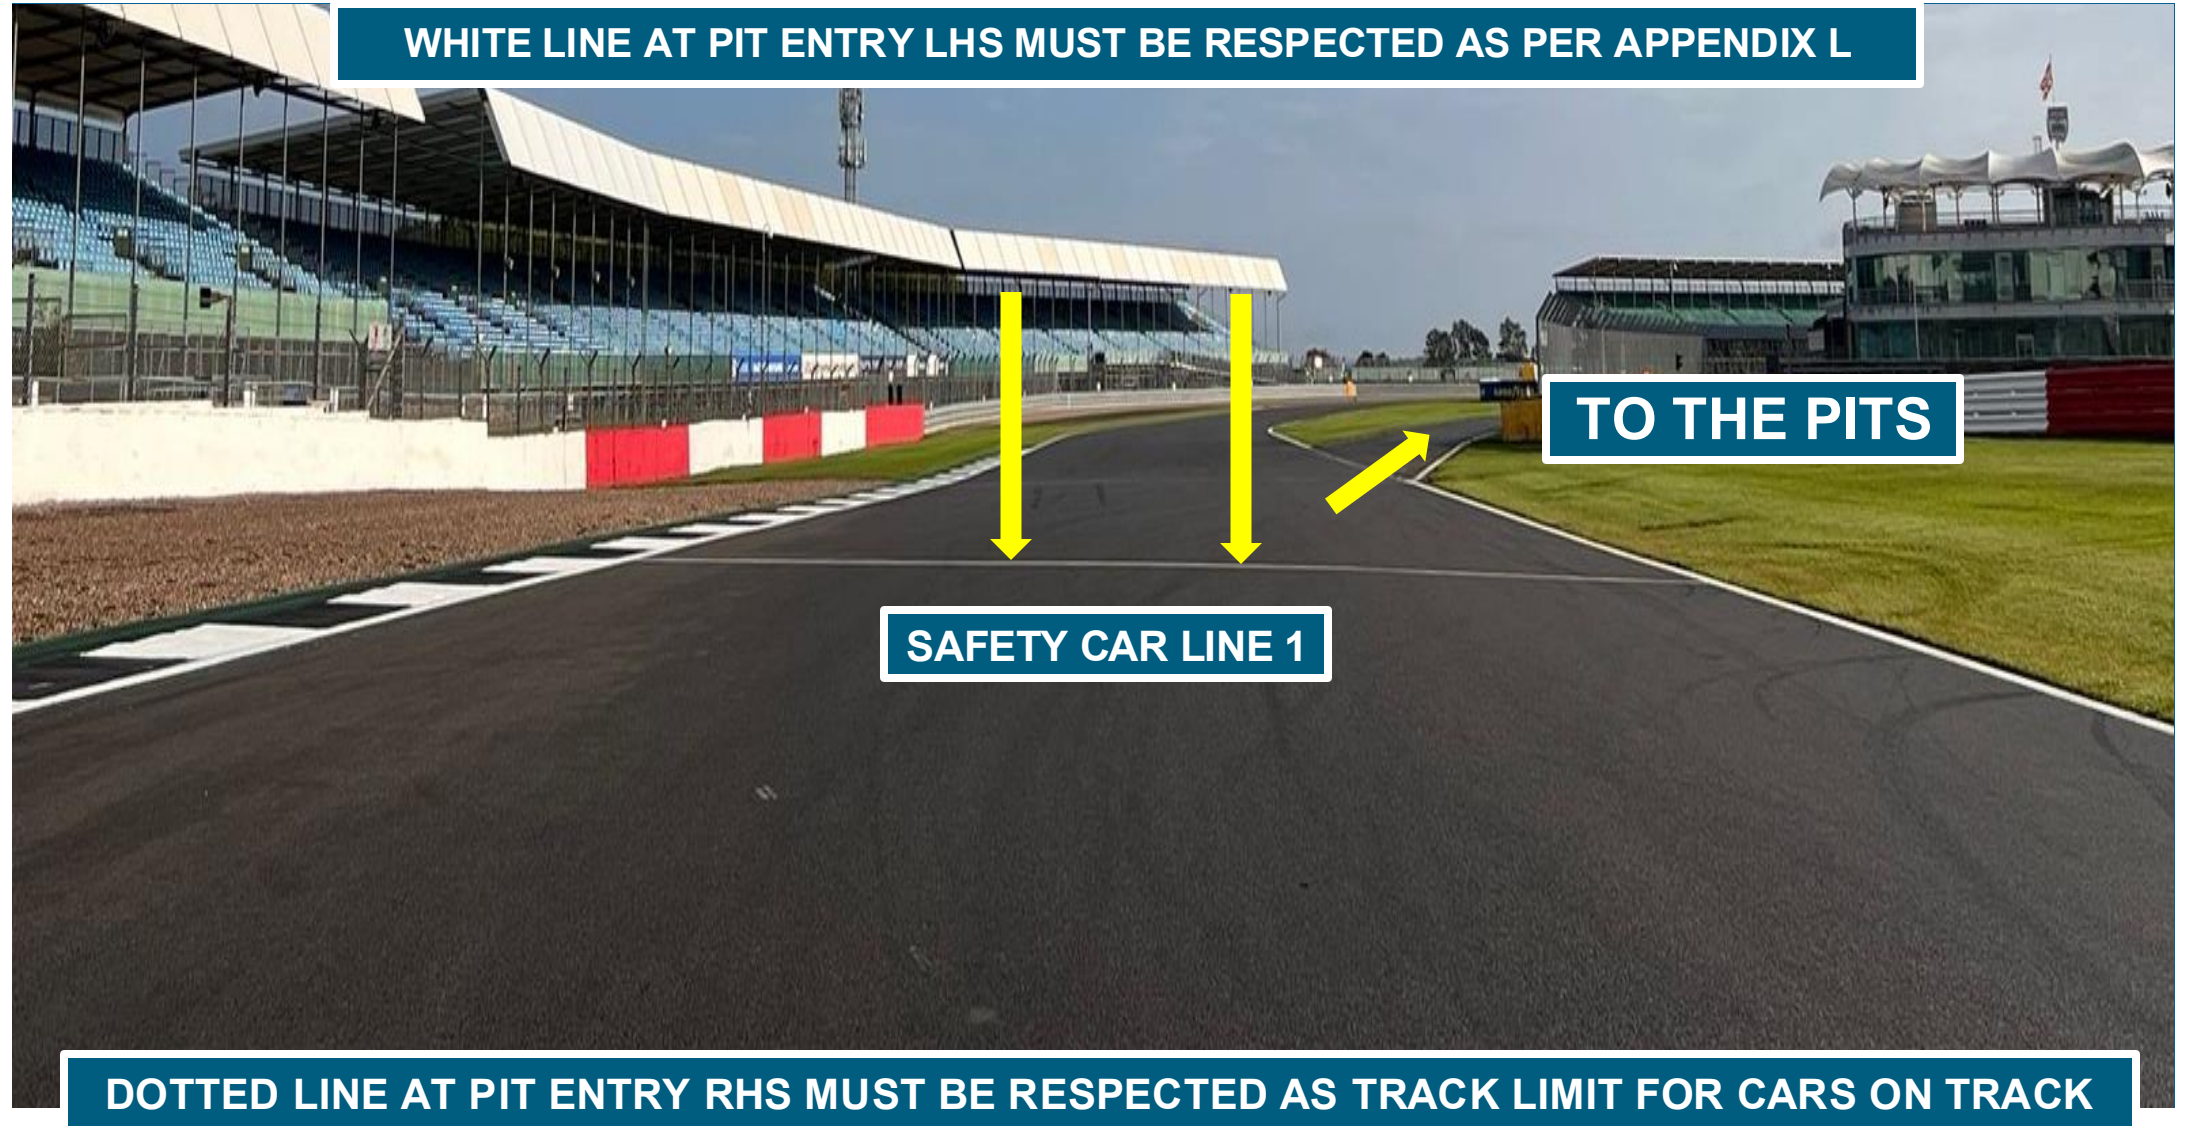 WHITE LINE AT PIT ENTRY LHS MUST BE RESPECTED AS PER APPENDIX L
TO THE PITS
SAFETY CAR LINE 1
DOTTED LINE AT PIT ENTRY RHS MUST BE RESPECTED AS TRACK LIMIT FOR CARS ON TRACK